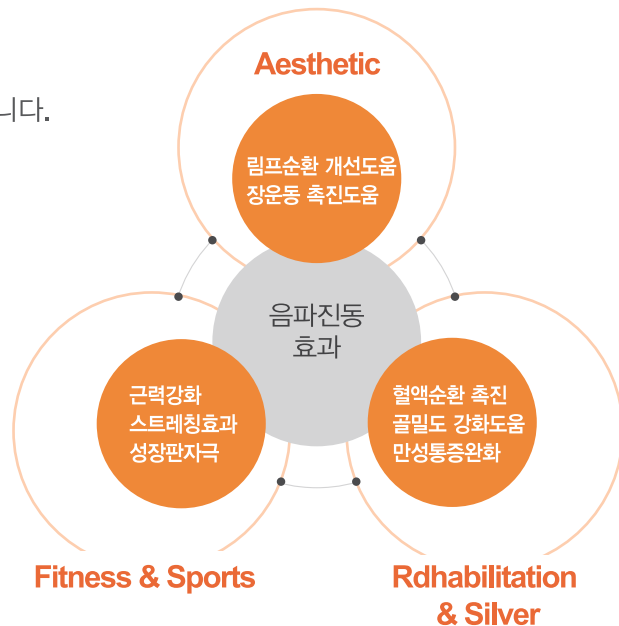 Aesthetic
니다.
림프순환 개선도움
장운동 촉진도움
음파진동
효과
근력강화
스트레칭효과
성장판자극
혈액순환 촉진
골밀도 강화도움
만성통증완화
Fitness & Sports
Rdhabilitation
& Silver